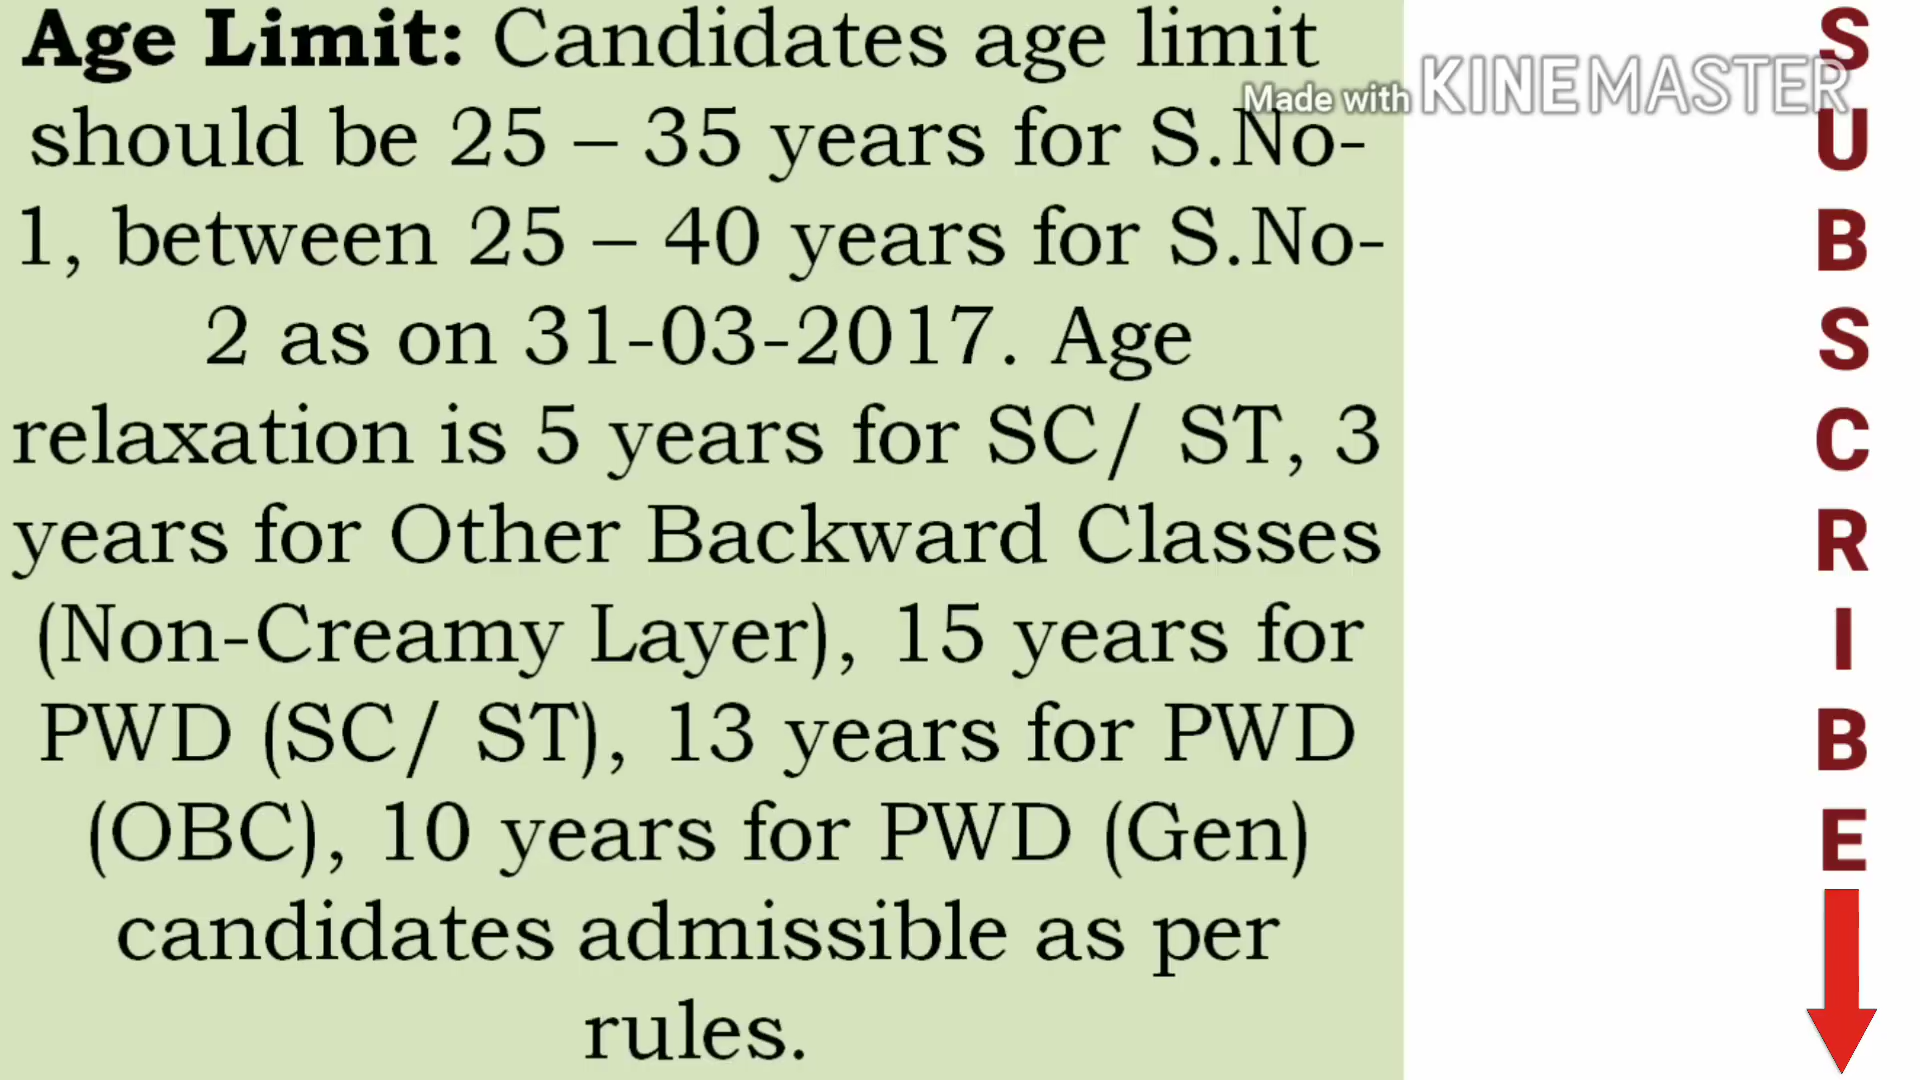 Age Limit: Candidates age limit
should be 25 – 35 years for S.No-
1, between 25 – 40 years for S.No-
2 as on 31-03-2017. Age
relaxation is 5 years for SC/ ST, 3
years for Other Backward Classes
(Non-Creamy Layer), 15 years for
PWD (SC/ ST), 13 years for PWD
(OBC), 10 years for PWD (Gen)
candidates admissible as per
rules.
Made with KINEMASTER
SUBSCRIBE